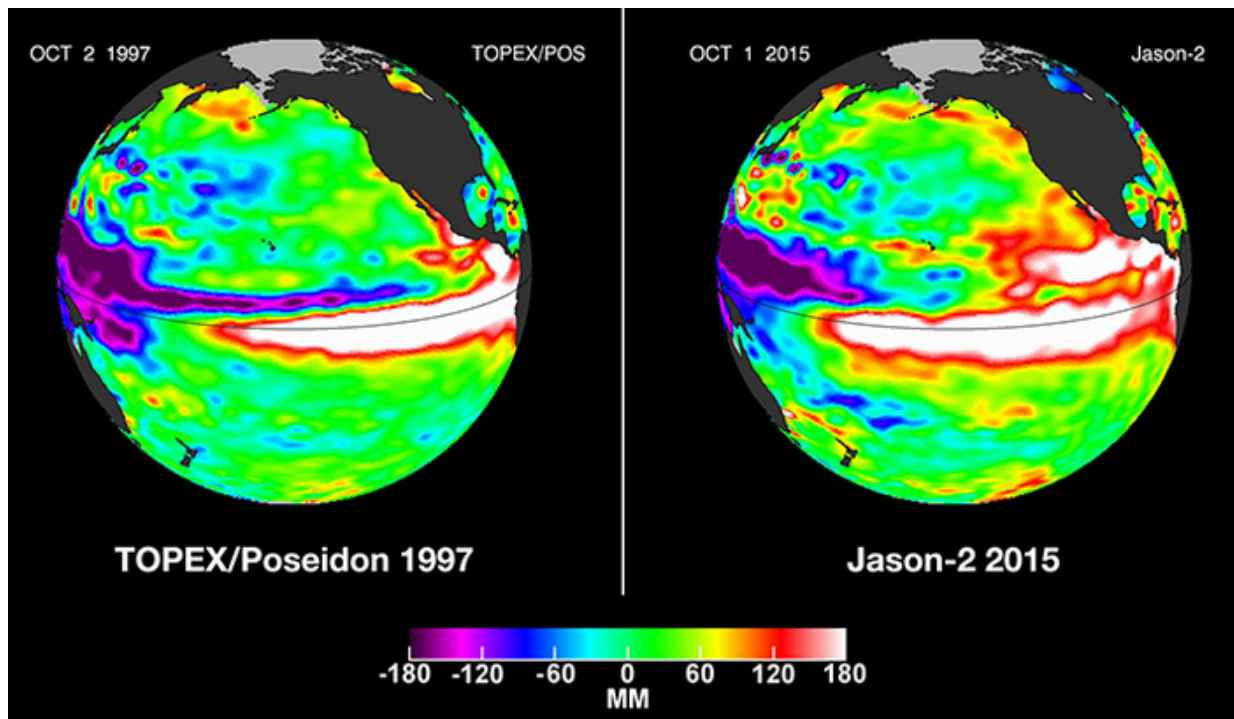 OCT 2 1997
TOPEX/POS
OCT 1 2015
Jason-2
TOPEX/Poseidon 1997
Jason-2 2015
-180 -120 -60 0 60 120 180
MM